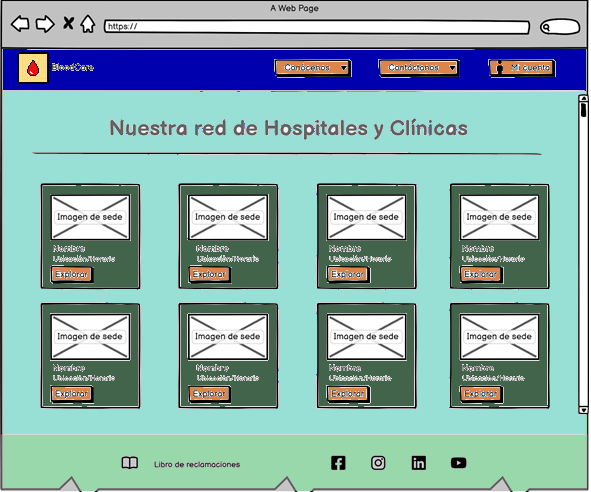 A Web Page
https://
BloodCare
Conócenos
Contáctanos
Mi cuenta
Nuestra red de Hospitales y Clínicas
Imagen de sede
Imagen de sede
Imagen de sede
Imagen de sede
Nombre
Nombre
Nombre
Nombre
Ubicación/Horario
Ubicación/Horario
Ubicación/Horario
Ubicación/Horario
Explorar
Explorar
Explorar
Explorar
Imagen de sede
Imagen de sede
Imagen de sede
Imagen de sede
Nombre
Nombre
Nombre
Nombre
Ubicación/Horario
Ubicación/Horario
Ubicación/Horario
Ubicación/Horario
Explorar
Explorar
Explorar
Explorar
Libro de reclamaciones